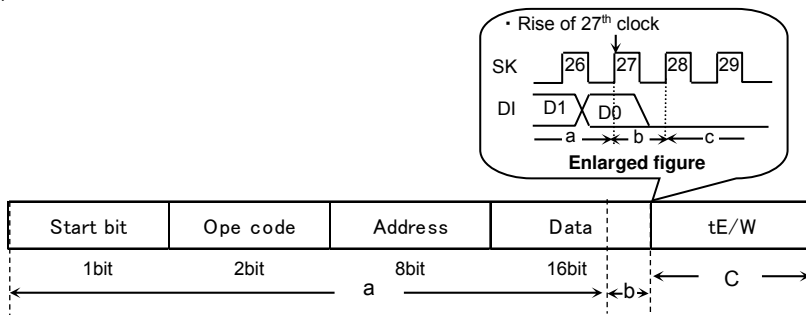 ・ Rise of 27th clock
SK 26 27 28 29
DI D1 D0
a b c
Enlarged figure
Start bit Ope code Address Data tE/W
1bit 2bit 8bit 16bit
a b C